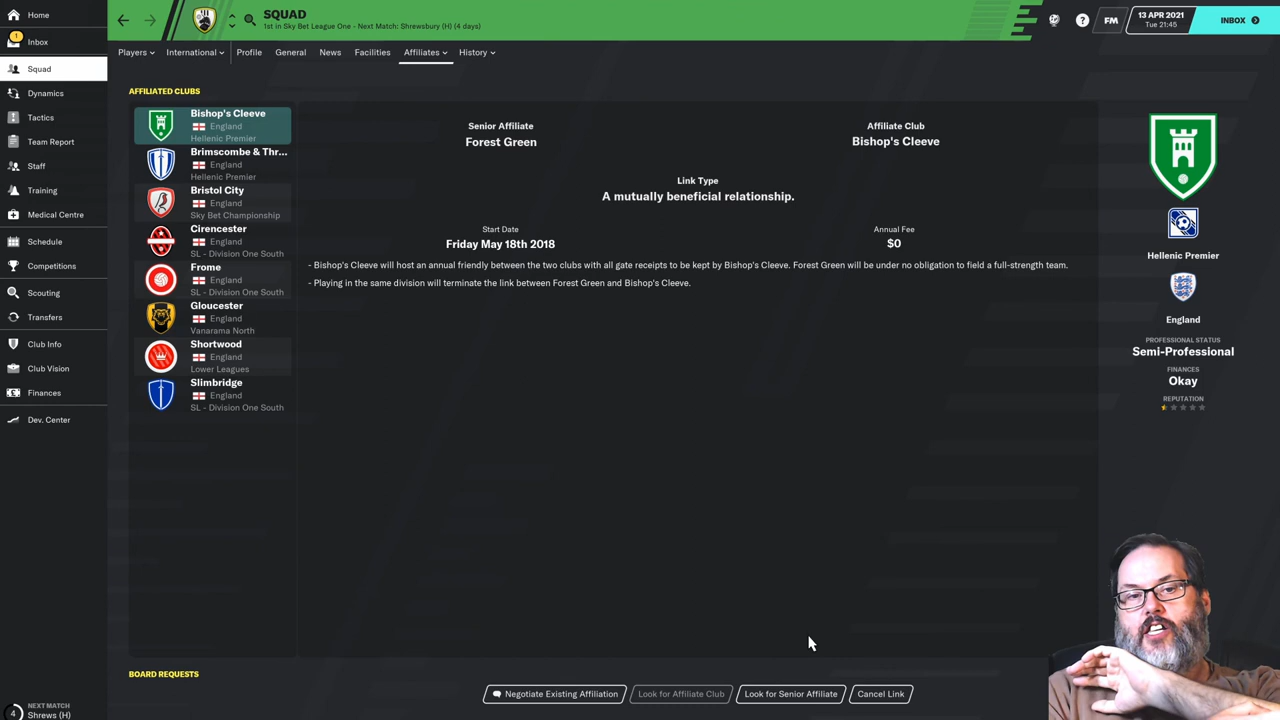 Home
1
Inbox
Squad
Dynamics
Tactics
Team Report
Staff
Training
Medical Centre
Schedule
Competitions
Scouting
Transfers
Club Info
Club Vision
Finances
Dev. Center
4
NEXT MATCH
Shrews (H)
SQUAD
1st in Sky Bet League One - Next Match: Shrewsbury (H) (4 days)
?
FM
13 APR 2021
Tue 21:45
INBOX
Players
International
Profile
General
News
Facilities
Affiliates
History
AFFILIATED CLUBS
Bishop's Cleeve
England
Hellenic Premier
Brimscombe & Thr...
England
Hellenic Premier
Bristol City
England
Sky Bet Championship
Cirencester
England
SL - Division One South
Frome
England
SL - Division One South
Gloucester
England
Vanarama North
Shortwood
England
Lower Leagues
Slimbridge
England
SL - Division One South
Senior Affiliate
Forest Green
Affiliate Club
Bishop's Cleeve
Link Type
A mutually beneficial relationship.
Start Date
Friday May 18th 2018
Annual Fee
$0
- Bishop's Cleeve will host an annual friendly between the two clubs with all gate receipts to be kept by Bishop's Cleeve. Forest Green will be under no obligation to field a full-strength team.
- Playing in the same division will terminate the link between Forest Green and Bishop's Cleeve.
Hellenic Premier
England
PROFESSIONAL STATUS
Semi-Professional
FINANCES
Okay
REPUTATION
BOARD REQUESTS
Negotiate Existing Affiliation
Look for Affiliate Club
Look for Senior Affiliate
Cancel Link